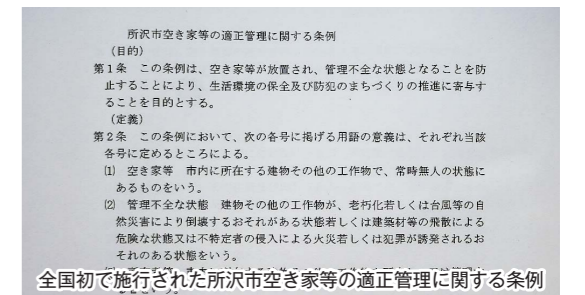 所沢市空き家等の適正管理に関する条例
(目的)
第1条 この条例は、空き家等が放置され、管理不全な状態となることを防
止することにより、生活環境の保全及び防犯のまちづくりの推進に寄与す
ることを目的とする。
(定義)
第2条 この条例において、次の各号に掲げる用語の意義は、それぞれ当該
各号に定めるところによる。
⑴ 空き家等 市内に所在する建物その他の工作物で、常時無人の状態に
あるものをいう。
⑵ 管理不全な状態 建物その他の工作物が、老朽化若しくは台風等の自
然災害により倒壊するおそれがある状態若しくは建築材等の飛散による
危険な状態又は不特定者の侵入による火災若しくは犯罪が誘発されるお
それのある状態をいう。
全国初で施行された所沢市空き家等の適正管理に関する条例